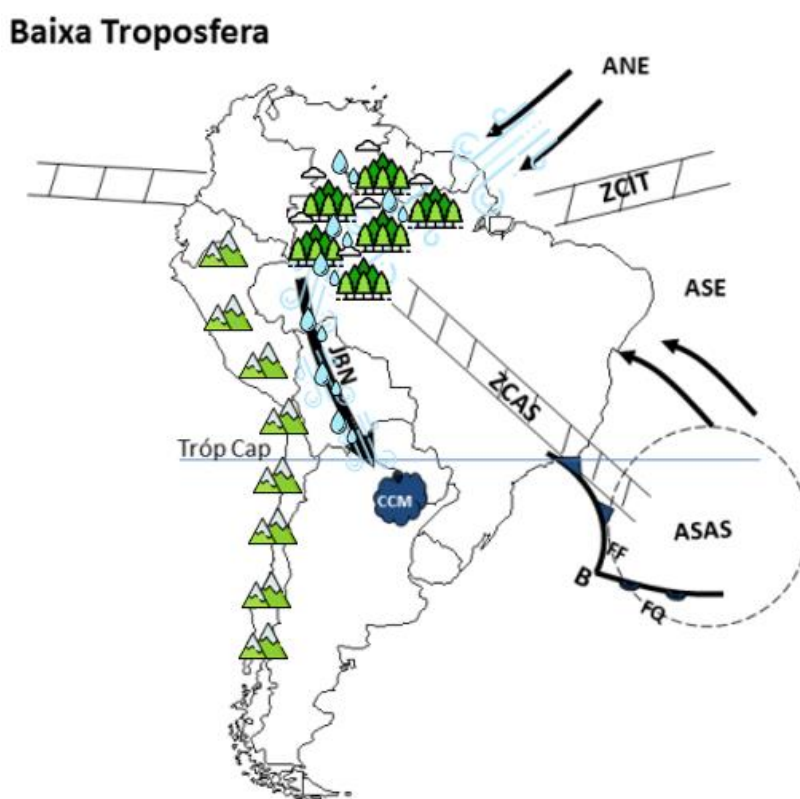 Baixa Troposfera
ANE
ZCIT
ASE
JBN
ZCAS
Tróp Cap
CCM
ASAS
FF
B
FQ